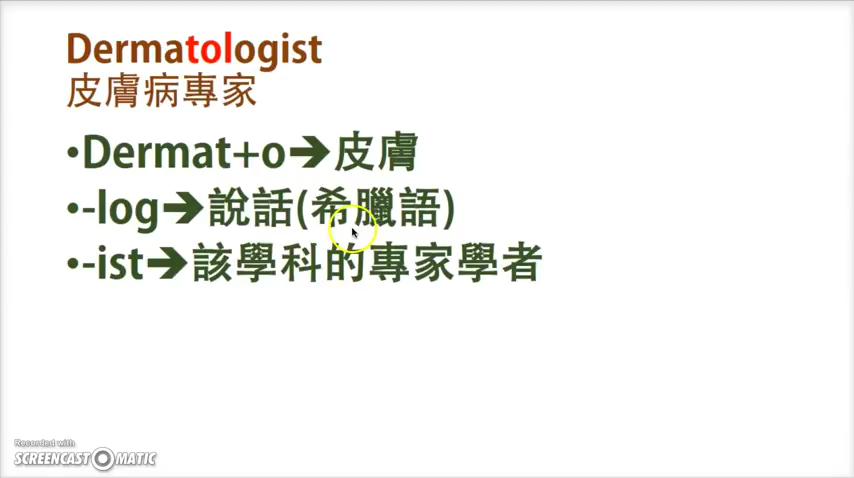 Dermatologist
皮膚病專家
•Dermat+o➔皮膚
•-log➔說話(希臘語)
•-ist➔該學科的專家學者
Recorded with
SCREENCAST-O-MATIC